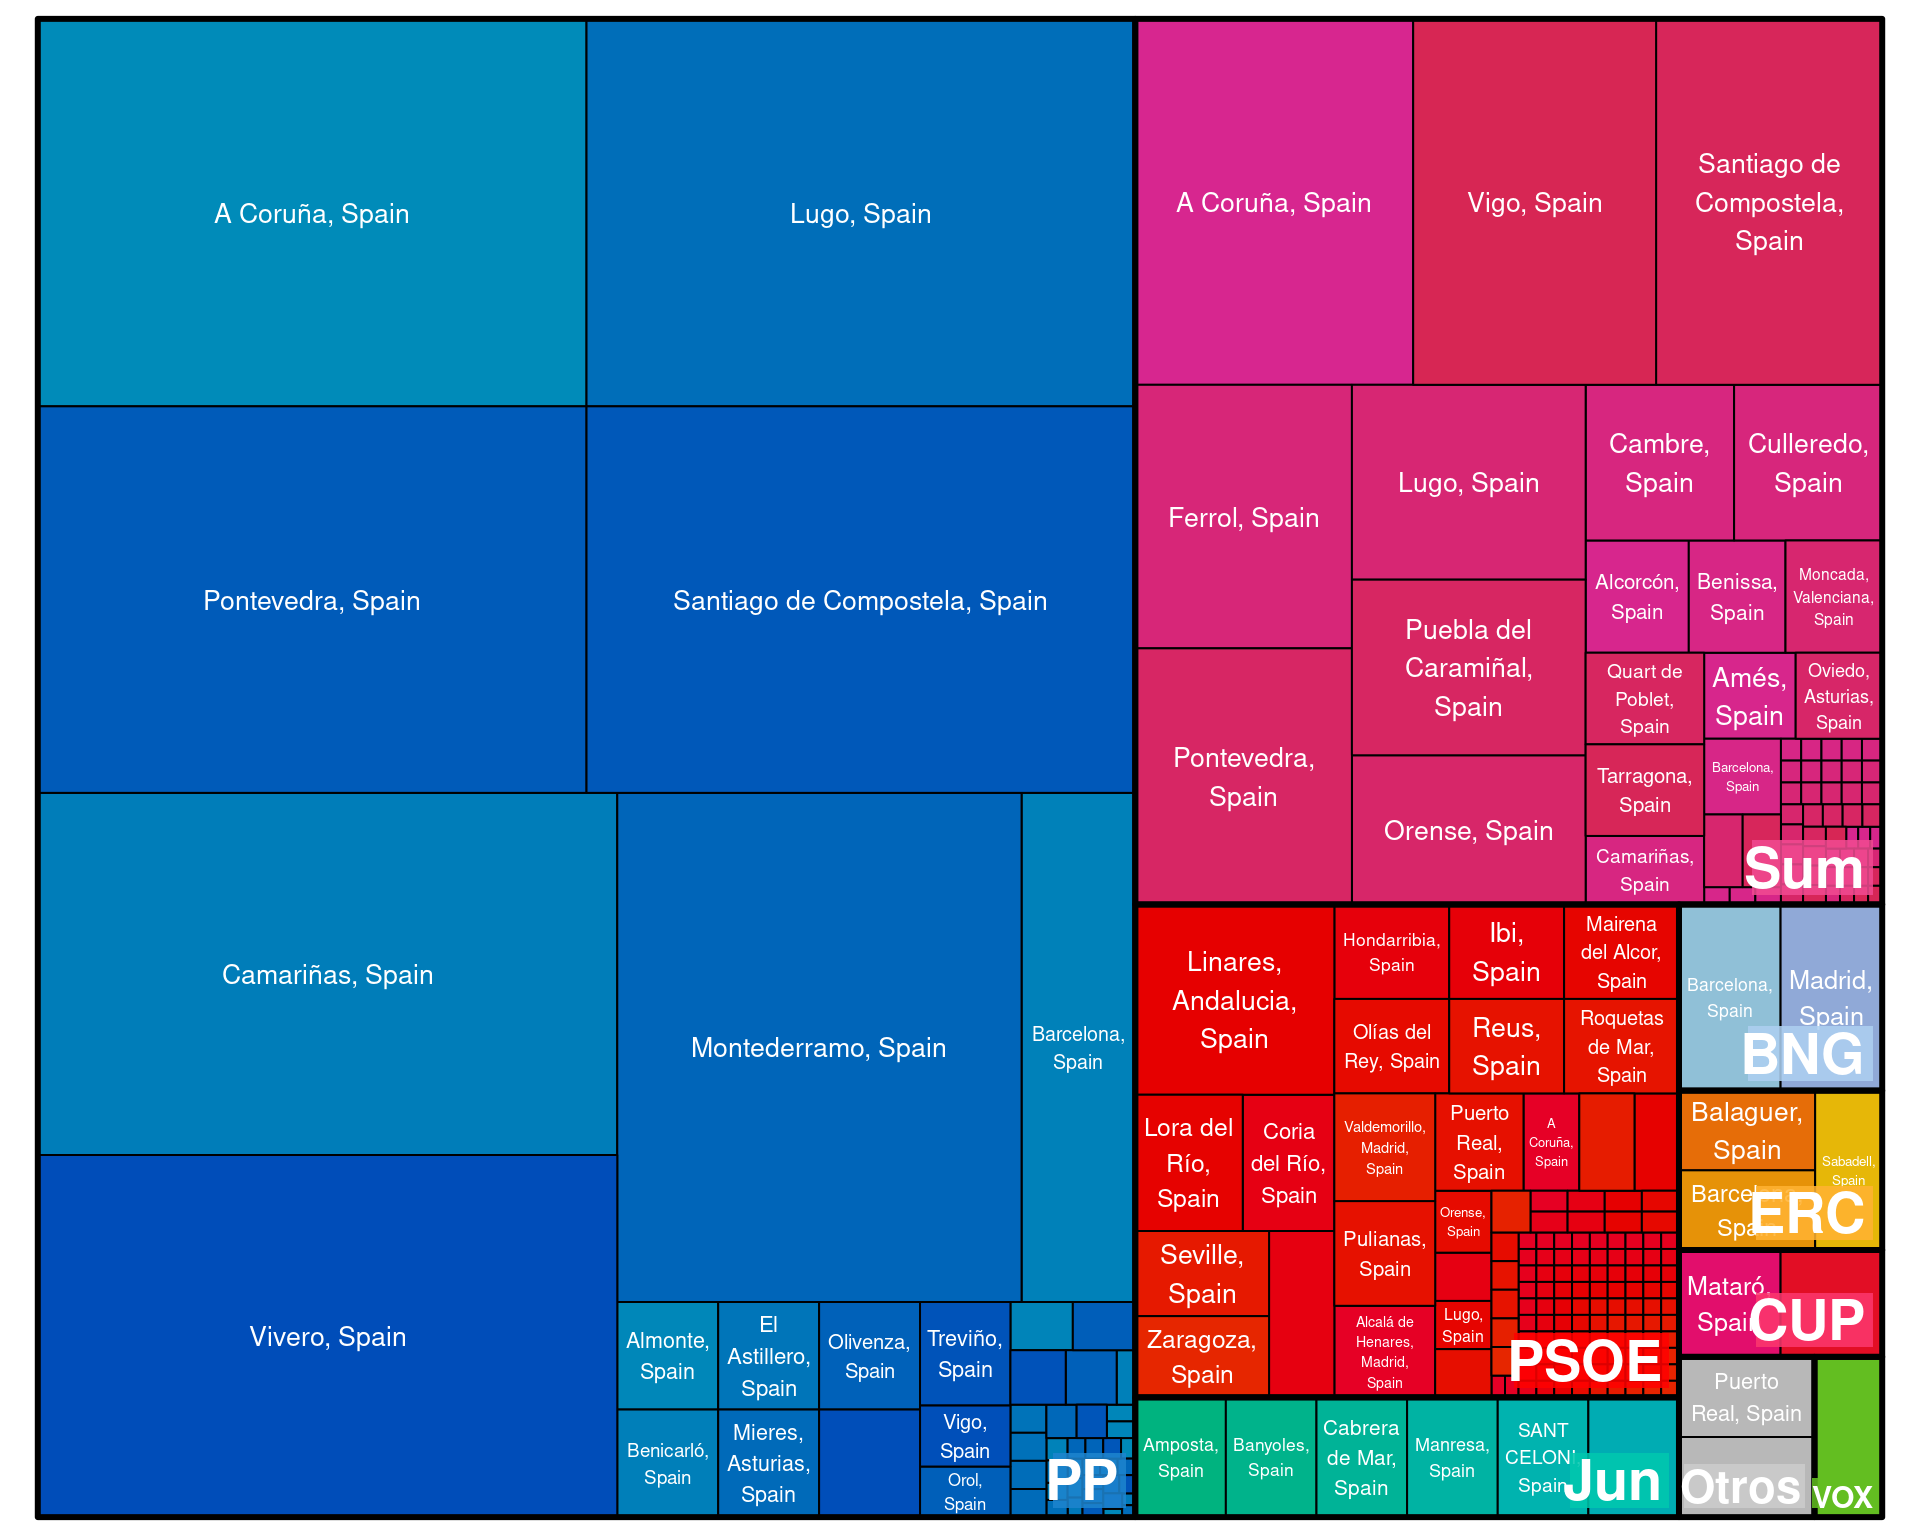 A Coruña, Spain
Lugo, Spain
Pontevedra, Spain
Santiago de Compostela, Spain
Camariñas, Spain
Vivero, Spain
Montederramo, Spain
Barcelona,
Spain
Almonte,
Spain
El
Astillero,
Spain
Olivenza,
Spain
Treviño,
Spain
Benicarló,
Spain
Mieres,
Asturias,
Spain
Vigo,
Spain
Orol,
Spain
PP
A Coruña, Spain
Vigo, Spain
Santiago de
Compostela,
Spain
Ferrol, Spain
Pontevedra,
Spain
Lugo, Spain
Puebla del
Caramiñal,
Spain
Orense, Spain
Cambre,
Spain
Culleredo,
Spain
Alcorcón,
Spain
Benissa,
Spain
Moncada,
Valenciana,
Spain
Quart de
Poblet,
Spain
Amés,
Spain
Oviedo,
Asturias,
Spain
Tarragona,
Spain
Barcelona,
Spain
Camariñas,
Spain
Sum
Linares,
Andalucia,
Spain
Hondarribia,
Spain
Ibi,
Spain
Mairena
del Alcor,
Spain
Olías del
Rey, Spain
Reus,
Spain
Roquetas
de Mar,
Spain
Lora del
Río,
Spain
Coria
del Río,
Spain
Seville,
Spain
Zaragoza,
Spain
Valdemorillo,
Madrid,
Spain
Puerto
Real,
Spain
A
Coruña,
Spain
Pulianas,
Spain
Orense,
Spain
Alcalá de
Henares,
Madrid,
Spain
Lugo,
Spain
PSOE
Amposta,
Spain
Banyoles,
Spain
Cabrera
de Mar,
Spain
Manresa,
Spain
SANT
CELONI
Spain
Jun
Barcelona,
Spain
Madrid,
Spain
BNG
Balaguer,
Spain
Sabadell,
Spain
Barcelona
Spain
ERC
Mataró,
Spain
CUP
Puerto
Real, Spain
Otros
VOX